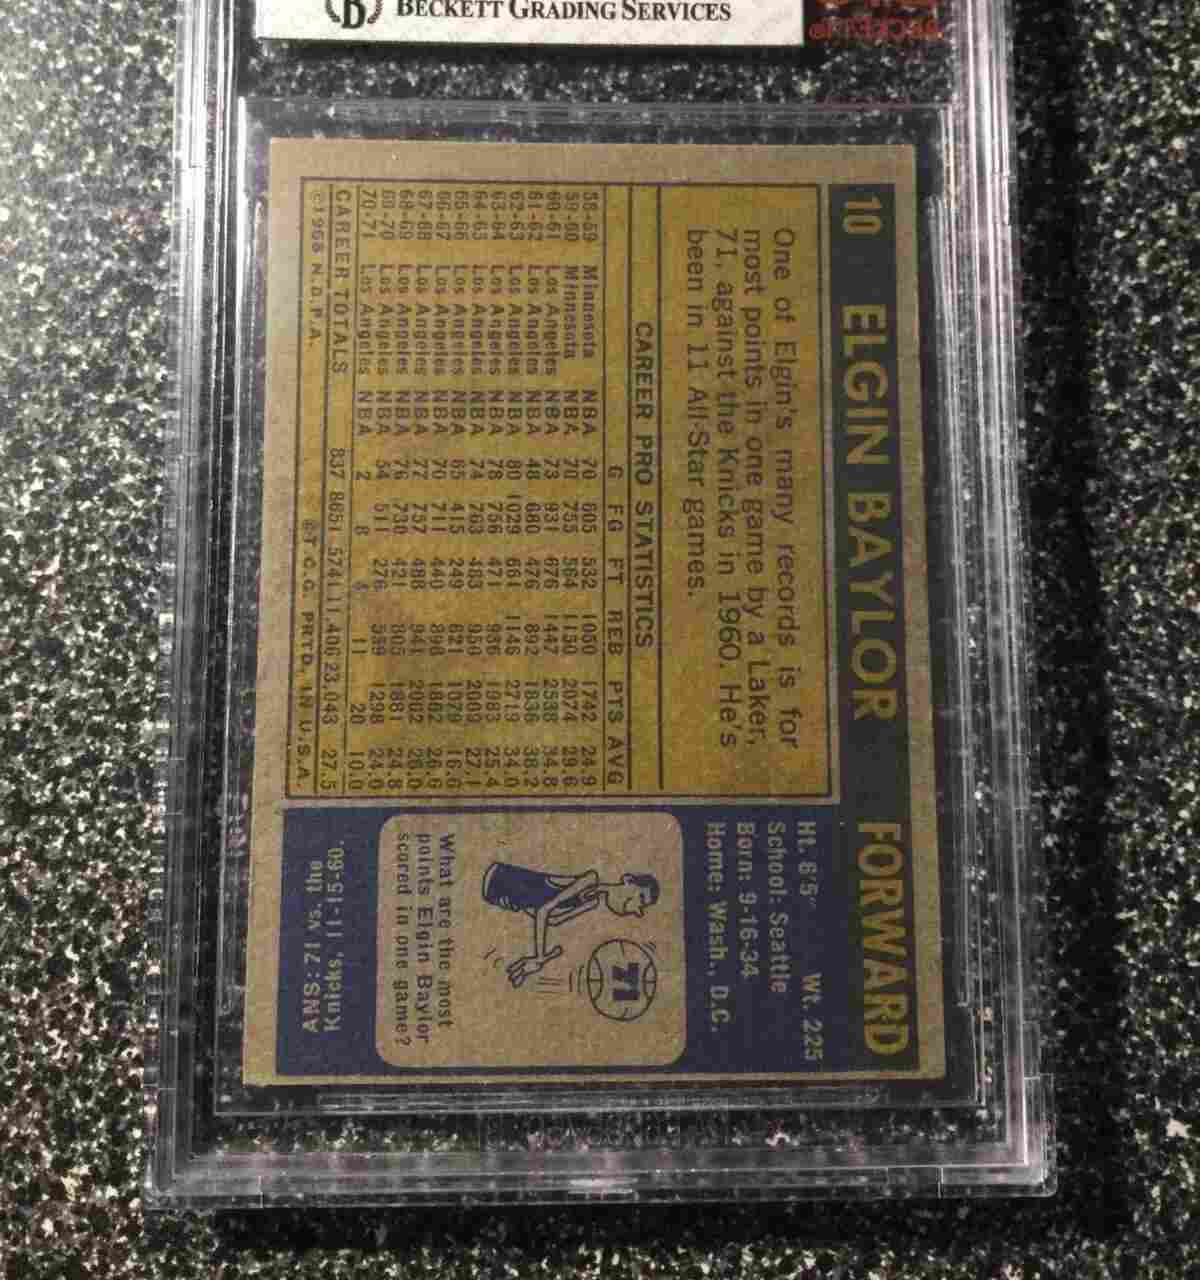 BECKETT GRADING SERVICES
10 ELGIN BAYLOR FORWARD
One of Elgin's many records is for
most points in one game by a Laker,
71, against the Knicks in 1960. He's
been in 11 All-Star games.
CAREER PRO STATISTICS
G FG FT REB PTS AVG
58-59 Minnesota NBA 70 605 532 1050 1742 24.9
59-60 Minnesota NBA 70 755 564 1150 2074 29.6
60-61 Los Angeles NBA 73 931 676 1447 2538 34.8
61-62 Los Angeles NBA 48 680 476 892 1836 38.2
62-63 Los Angeles NBA 80 1029 661 1146 2719 34.0
63-64 Los Angeles NBA 78 756 471 936 1983 25.4
64-65 Los Angeles NBA 74 763 483 950 2009 27.1
65-66 Los Angeles NBA 65 415 249 621 1079 16.6
66-67 Los Angeles NBA 70 711 440 898 1862 26.6
67-68 Los Angeles NBA 77 757 488 941 2002 26.0
68-69 Los Angeles NBA 76 730 421 805 1881 24.8
69-70 Los Angeles NBA 54 511 276 559 1298 24.0
70-71 Los Angeles NBA 2 8 4 11 20 10.0
CAREER TOTALS 837 8651 5741 11,406 23,043 27.5
©1968 N.B.P.A. ©T.C.G. PRTD. IN U.S.A.
Ht. 6'5" Wt. 225
School: Seattle
Born: 9-16-34
Home: Wash., D.C.
71
What are the most
points Elgin Baylor
scored in one game?
ANS: 71 vs. the
Knicks, 11-15-60.